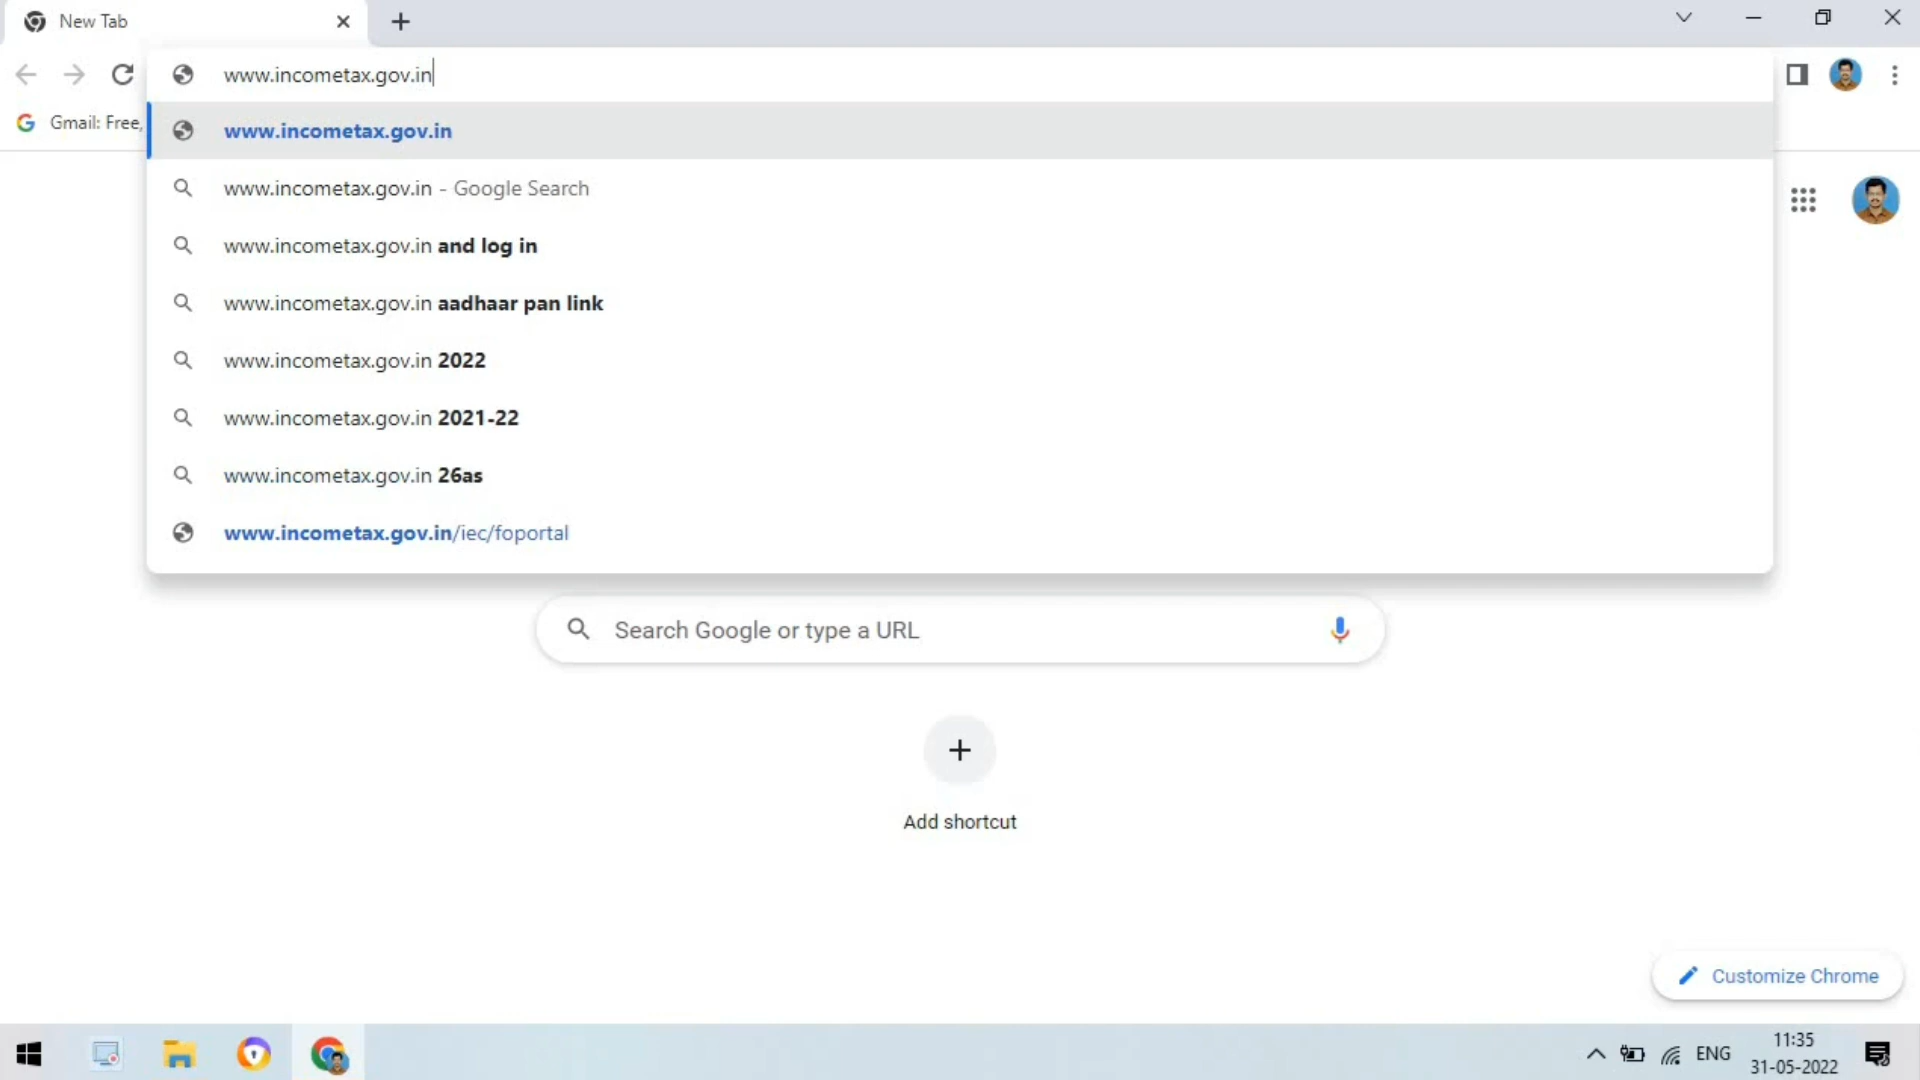 New Tab
www.incometax.gov.in
Gmail: Free,
www.incometax.gov.in
www.incometax.gov.in - Google Search
www.incometax.gov.in and log in
www.incometax.gov.in aadhaar pan link
www.incometax.gov.in 2022
www.incometax.gov.in 2021-22
www.incometax.gov.in 26as
www.incometax.gov.in/iec/foportal
Search Google or type a URL
Add shortcut
Customize Chrome
ENG
11:35
31-05-2022